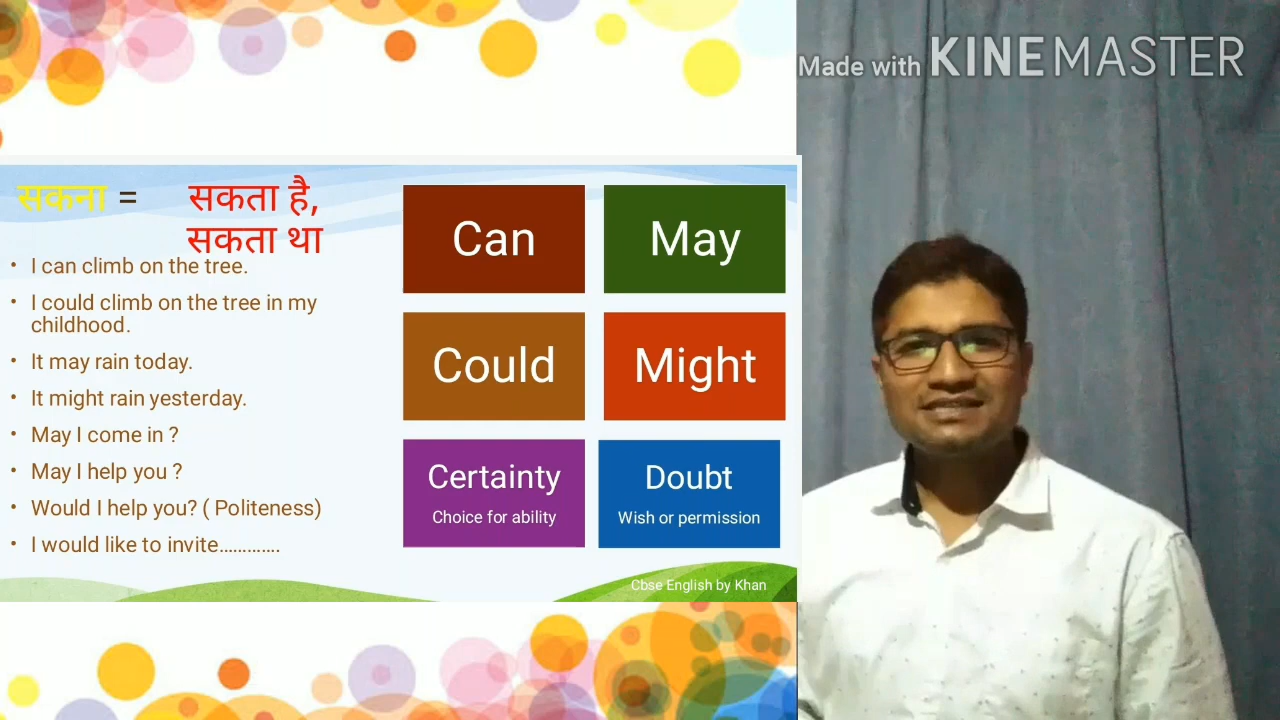 Made with KINEMASTER
सकना = सकता है,
सकता था
• I can climb on the tree.
• I could climb on the tree in my
childhood.
• It may rain today.
• It might rain yesterday.
• May I come in ?
• May I help you ?
• Would I help you? ( Politeness)
• I would like to invite.............
Can
May
Could
Might
Certainty
Choice for ability
Doubt
Wish or permission
Cbse English by Khan